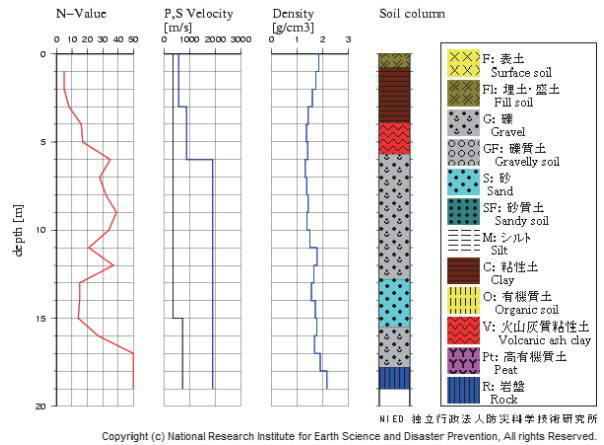 N-Value
P,S Velocity
[m/s]
Density
[g/cm3]
Soil column
0 10 20 30 40 50
0 1000 2000 3000
0 1 2 3
0
5
10
15
20
depth [m]
F: 表土
Surface soil
Fl: 埋土・盛土
Fill soil
G: 礫
Gravel
GF: 礫質土
Gravelly soil
S: 砂
Sand
SF: 砂質土
Sandy soil
M: シルト
Silt
C: 粘性土
Clay
O: 有機質土
Organic soil
V: 火山灰質粘性土
Volcanic ash clay
Pt: 高有機質土
Peat
R: 岩盤
Rock
NIED 独立行政法人防災科学技術研究所
Copyright (c) National Research Institute for Earth Science and Disaster Prevention, All rights Reserved.